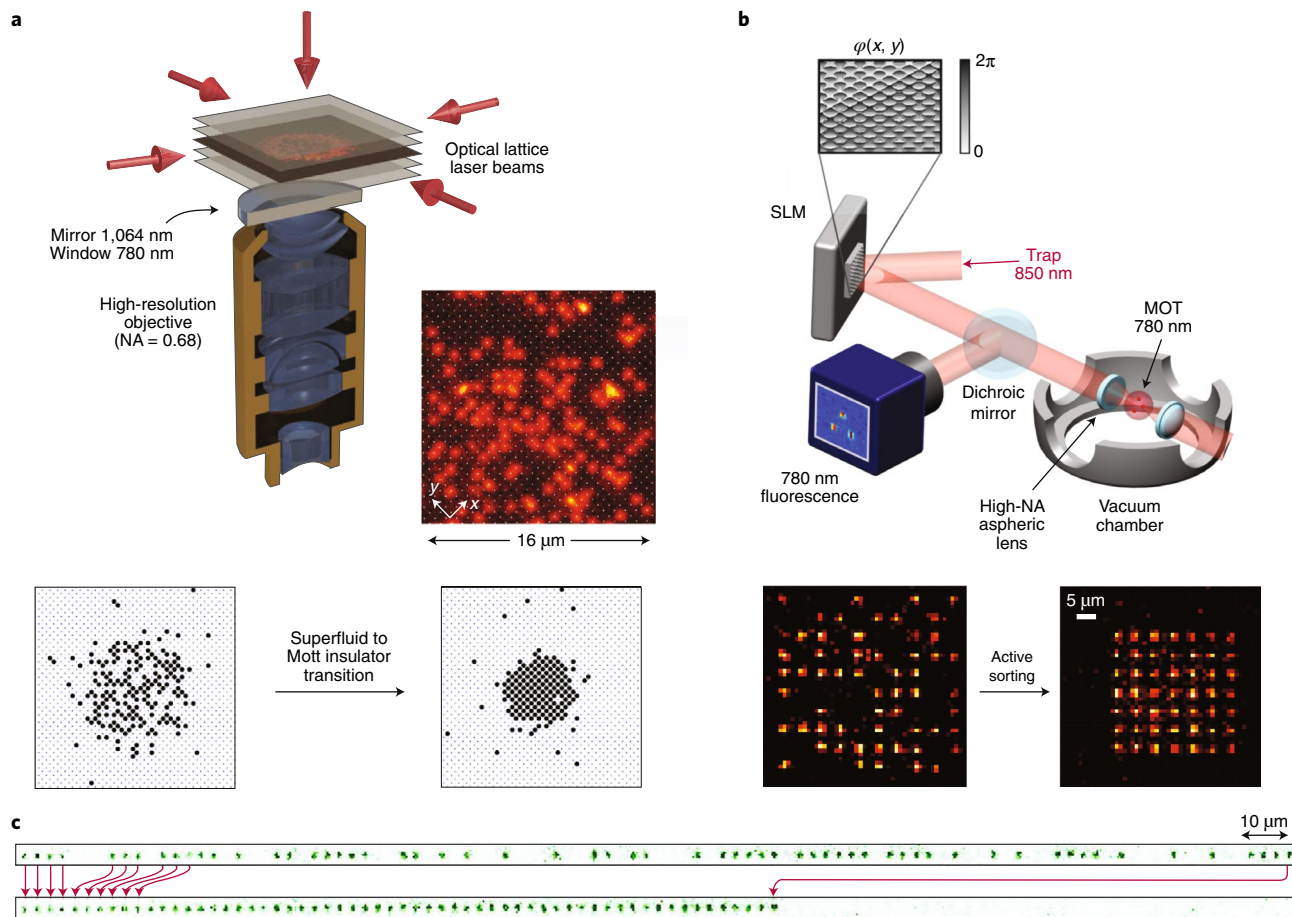 a
Optical lattice
laser beams
Mirror 1,064 nm
Window 780 nm
High-resolution
objective
(NA = 0.68)
y
x
16 μm
Superfluid to
Mott insulator
transition
b
φ(x, y)
2π
0
SLM
Trap
850 nm
MOT
780 nm
Dichroic
mirror
780 nm
fluorescence
High-NA
aspheric
lens
Vacuum
chamber
5 μm
Active
sorting
c
10 μm